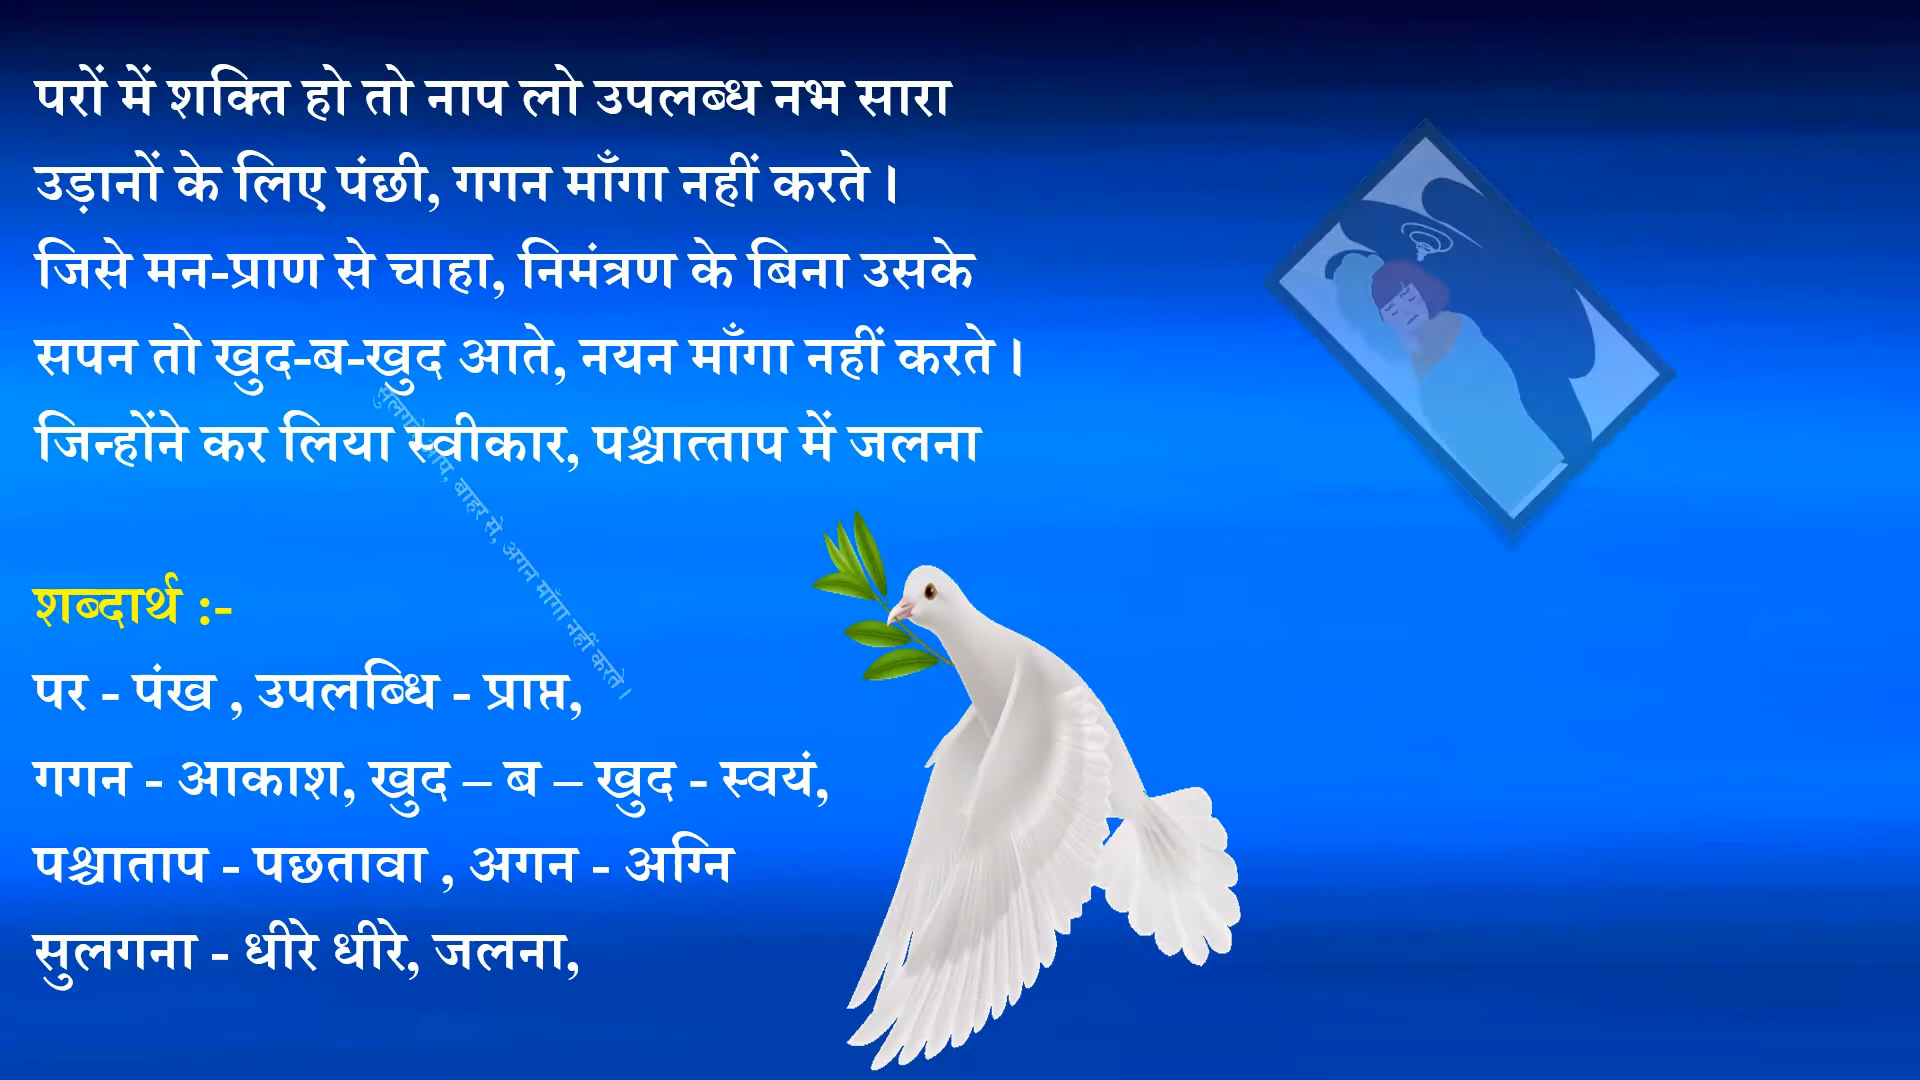 परों में शक्ति हो तो नाप लो उपलब्ध नभ सारा
उड़ानों के लिए पंछी, गगन माँगा नहीं करते ।
जिसे मन-प्राण से चाहा, निमंत्रण के बिना उसके
सपन तो खुद-ब-खुद आते, नयन माँगा नहीं करते ।
जिन्होंने कर लिया स्वीकार, पश्चात्ताप में जलना
बाहर से, अगन माँगा नहीं करते ।
शब्दार्थ :-
पर - पंख , उपलब्धि - प्राप्त,
गगन - आकाश, खुद – ब – खुद - स्वयं,
पश्चाताप - पछतावा , अगन - अग्नि
सुलगना - धीरे धीरे, जलना,